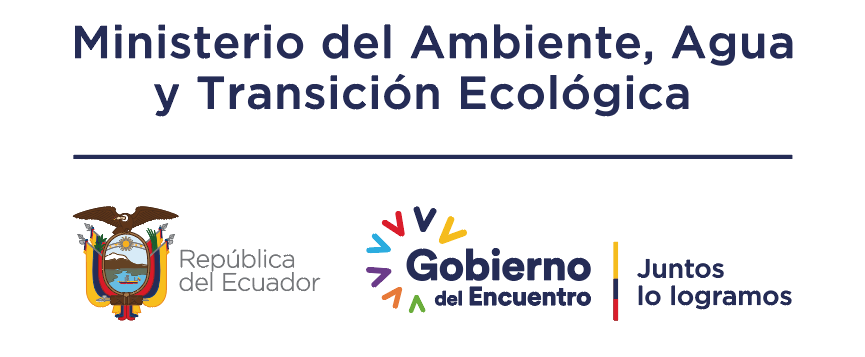 Ministerio del Ambiente, Agua
y Transición Ecológica
República
del Ecuador
Gobierno
del Encuentro
Juntos
lo logramos